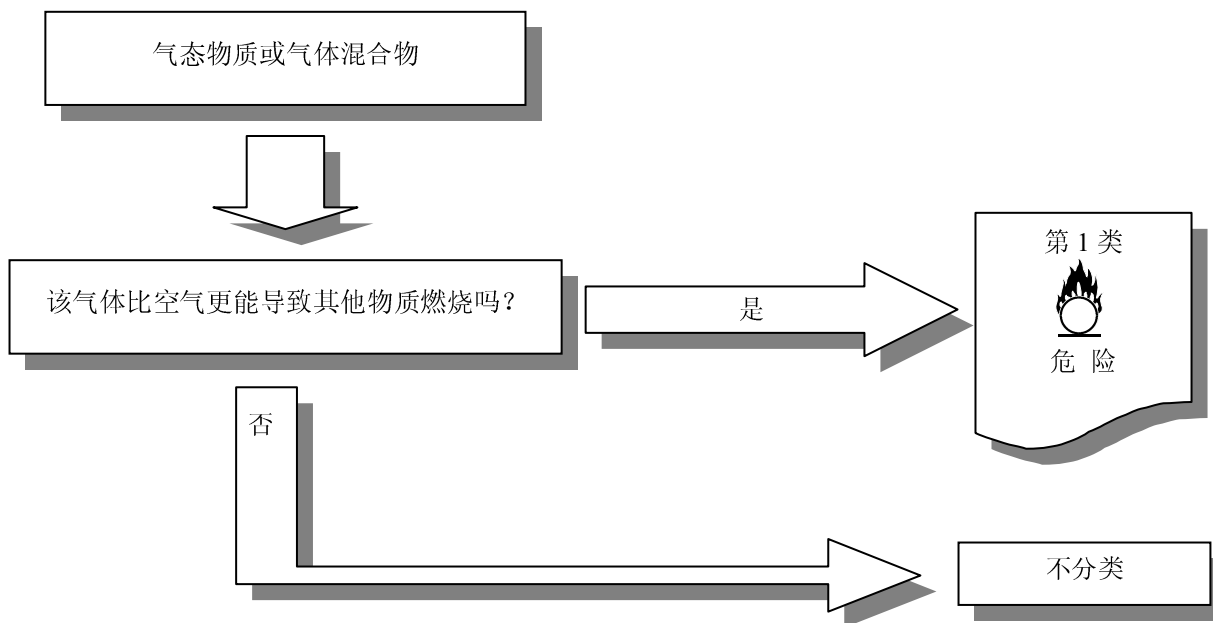 气态物质或气体混合物
该气体比空气更能导致其他物质燃烧吗？
是
第 1 类
危 险
否
不分类